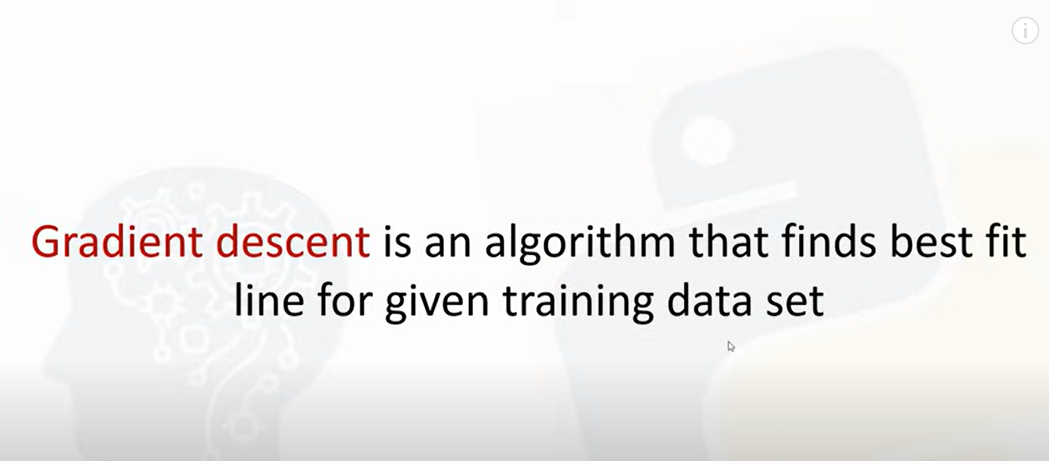 Gradient descent is an algorithm that finds best fit
line for given training data set